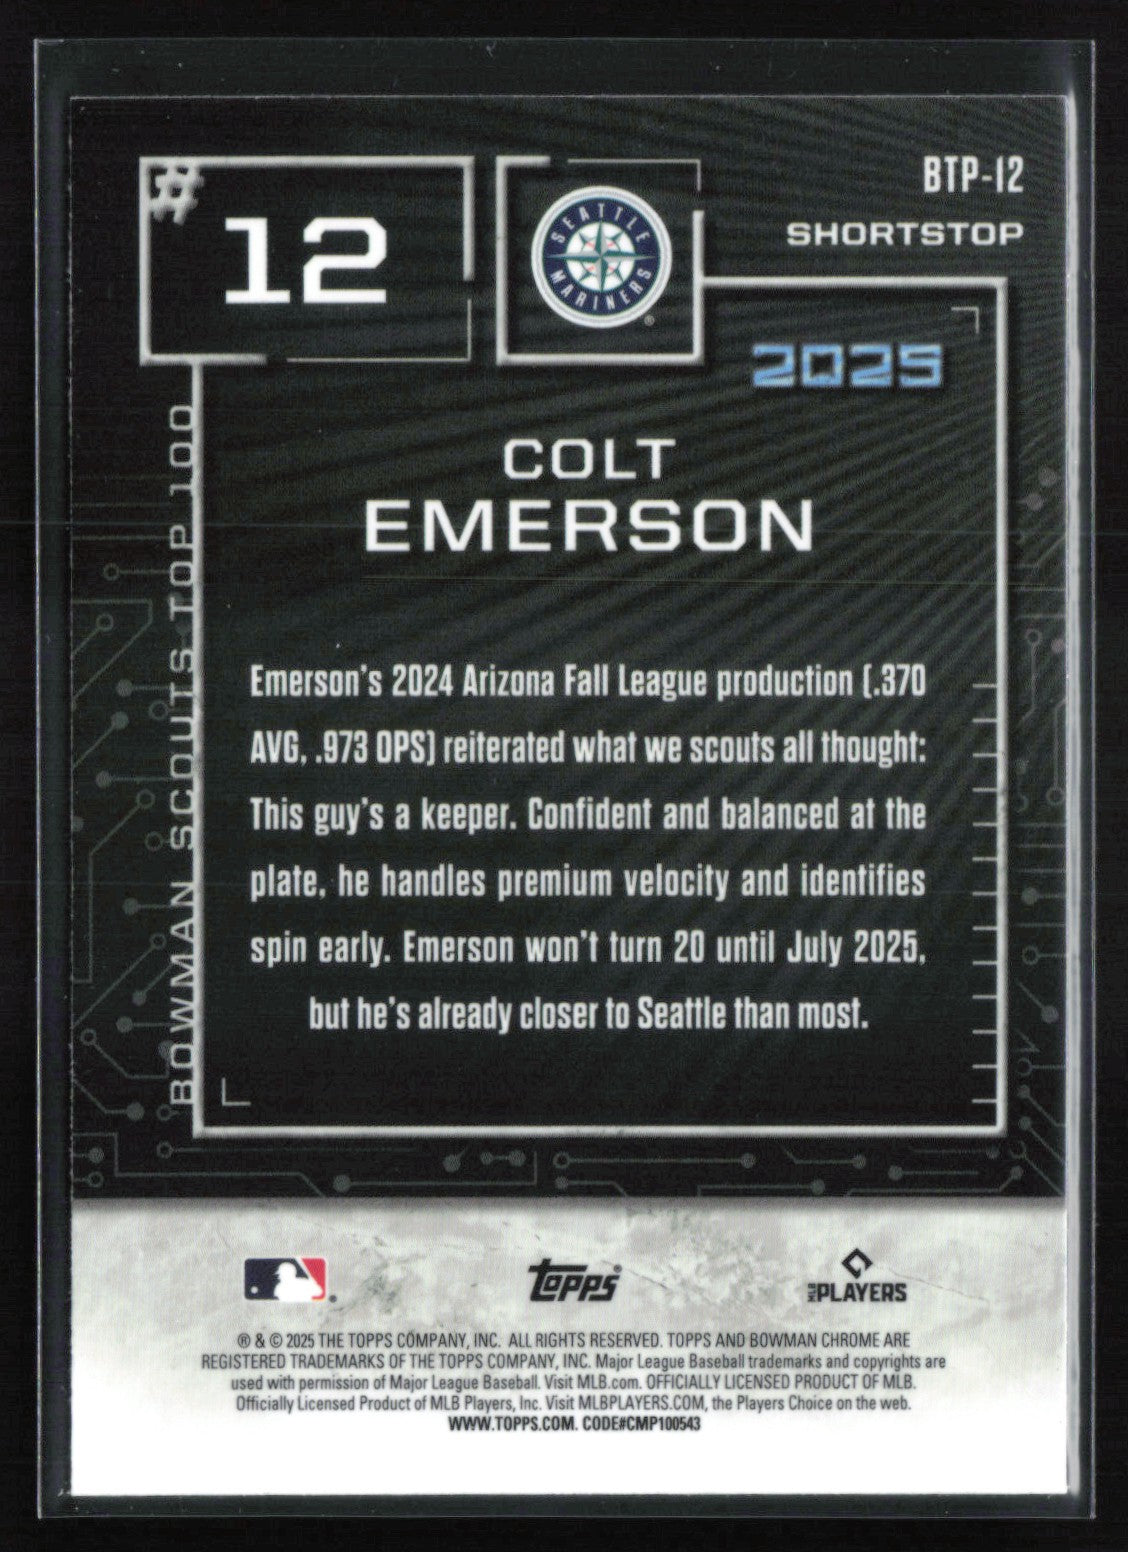 #
12
SEATTLE
MARINERS
®
BTP-12
SHORTSTOP
2025
BOWMAN SCOUTS TOP 100
COLT
EMERSON
Emerson's 2024 Arizona Fall League production (.370
AVG, .973 OPS) reiterated what we scouts all thought:
This guy's a keeper. Confident and balanced at the
plate, he handles premium velocity and identifies
spin early. Emerson won't turn 20 until July 2025,
but he's already closer to Seattle than most.
TOPPS®
MLB PLAYERS
® & © 2025 THE TOPPS COMPANY, INC. ALL RIGHTS RESERVED. TOPPS AND BOWMAN CHROME ARE
REGISTERED TRADEMARKS OF THE TOPPS COMPANY, INC. Major League Baseball trademarks and copyrights are
used with permission of Major League Baseball. Visit MLB.com. OFFICIALLY LICENSED PRODUCT OF MLB.
Officially Licensed Product of MLB Players, Inc. Visit MLBPLAYERS.COM, the Players Choice on the web.
WWW.TOPPS.COM. CODE#CMP100543